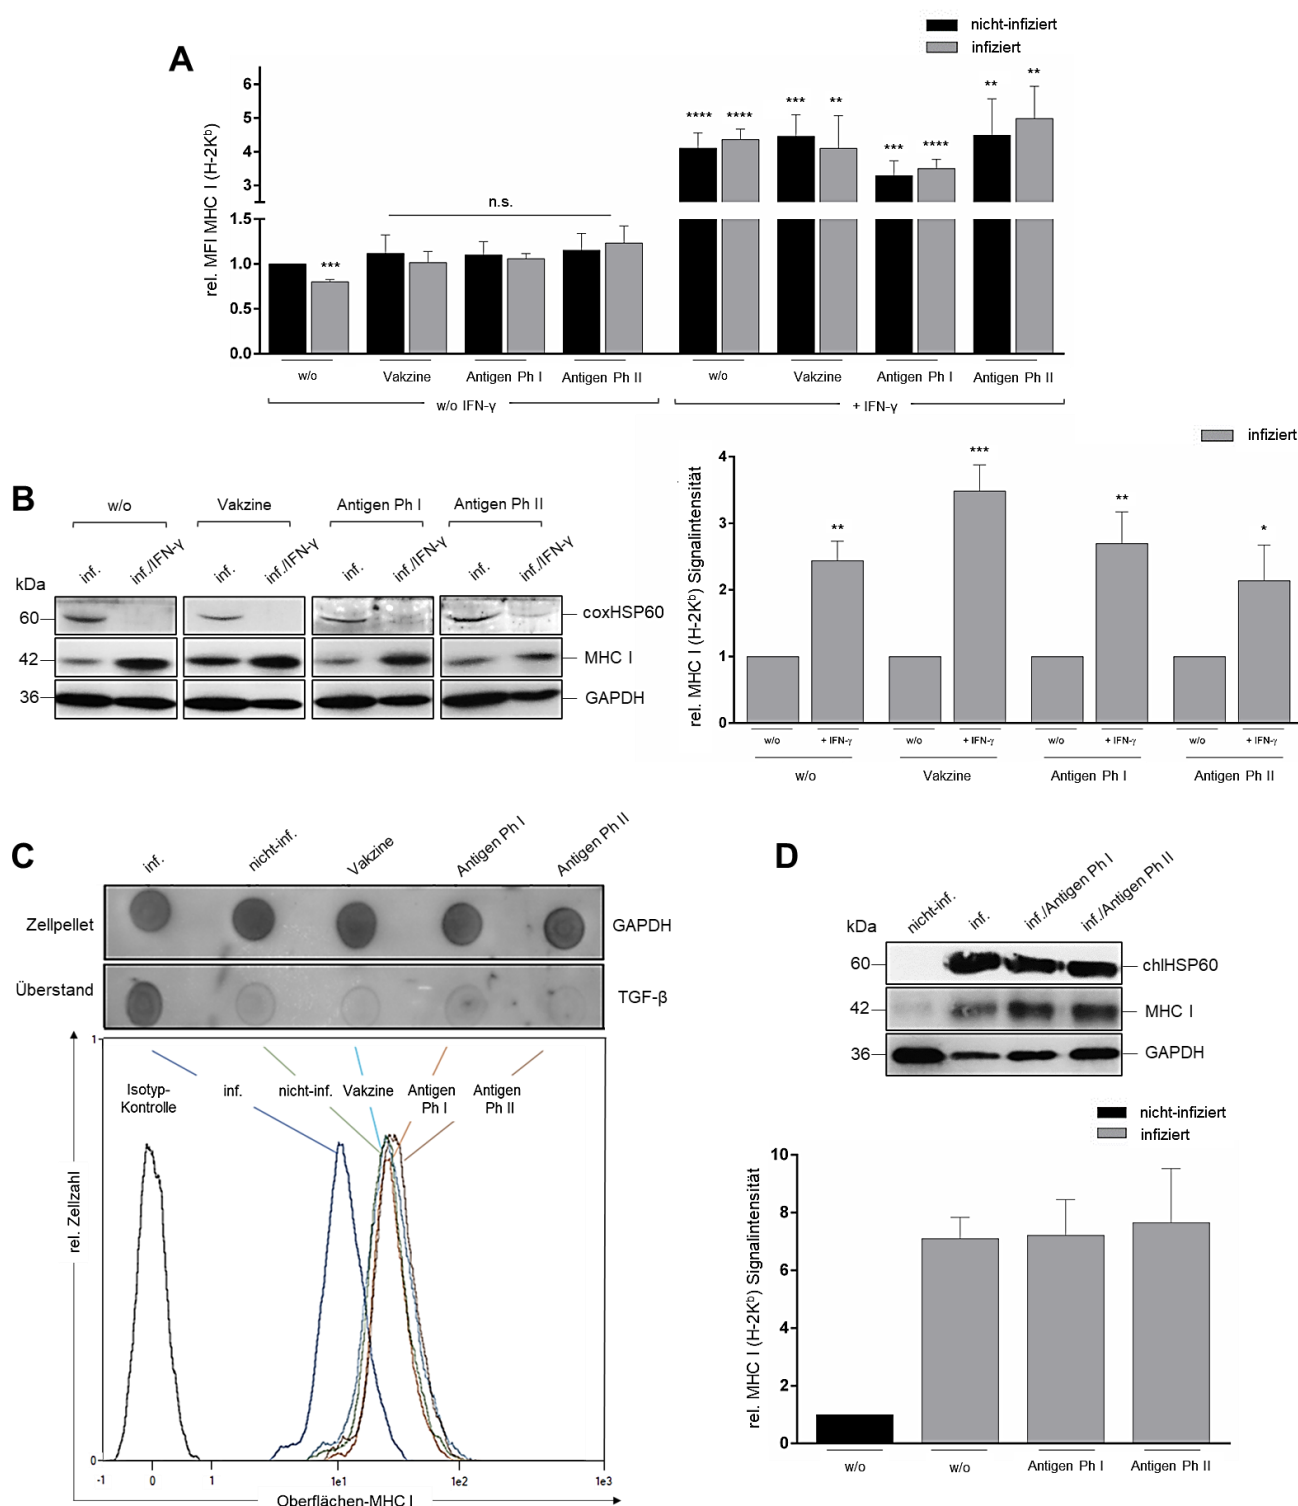 nicht-infiziert
infiziert
A
rel. MFI MHC I (H-2Kᵇ)
6
5
4
3
1.5
1.0
0.5
0.0
***
n.s.
**** ****
*** **
*** ****
** **
w/o Vakzine Antigen Ph I Antigen Ph II w/o Vakzine Antigen Ph I Antigen Ph II
w/o IFN-γ + IFN-γ
B
w/o Vakzine Antigen Ph I Antigen Ph II
inf. inf./IFN-γ inf. inf./IFN-γ inf. inf./IFN-γ inf. inf./IFN-γ
kDa
60 coxHSP60
42 MHC I
36 GAPDH
infiziert
rel. MHC I (H-2Kᵇ) Signalintensität
4
3
2
1
0
** *** ** *
w/o + IFN-γ w/o + IFN-γ w/o + IFN-γ w/o + IFN-γ
w/o Vakzine Antigen Ph I Antigen Ph II
C
inf. nicht-inf. Vakzine Antigen Ph I Antigen Ph II
Zellpellet GAPDH
Überstand TGF-β
rel. Zellzahl
1
0
Isotyp-
Kontrolle
inf.
nicht-inf.
Vakzine
Antigen
Ph I
Antigen
Ph II
-1 0 1 1e1 1e2 1e3
Oberflächen-MHC I
D
nicht-inf. inf. inf./Antigen Ph I inf./Antigen Ph II
kDa
60 chlHSP60
42 MHC I
36 GAPDH
nicht-infiziert
infiziert
rel. MHC I (H-2Kᵇ) Signalintensität
10
8
6
4
2
0
w/o w/o Antigen Ph I Antigen Ph II